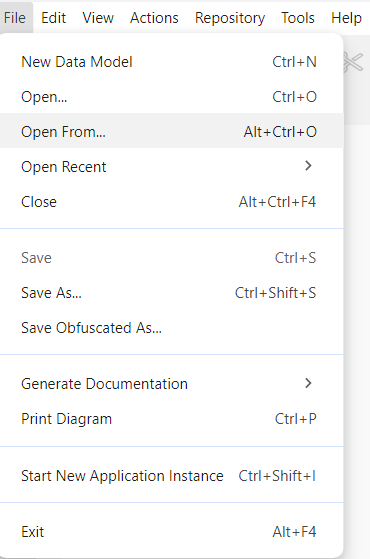 File Edit View Actions Repository Tools Help
New Data Model Ctrl+N
Open... Ctrl+O
Open From... Alt+Ctrl+O
Open Recent
Close Alt+Ctrl+F4
Save Ctrl+S
Save As... Ctrl+Shift+S
Save Obfuscated As...
Generate Documentation
Print Diagram Ctrl+P
Start New Application Instance Ctrl+Shift+I
Exit Alt+F4